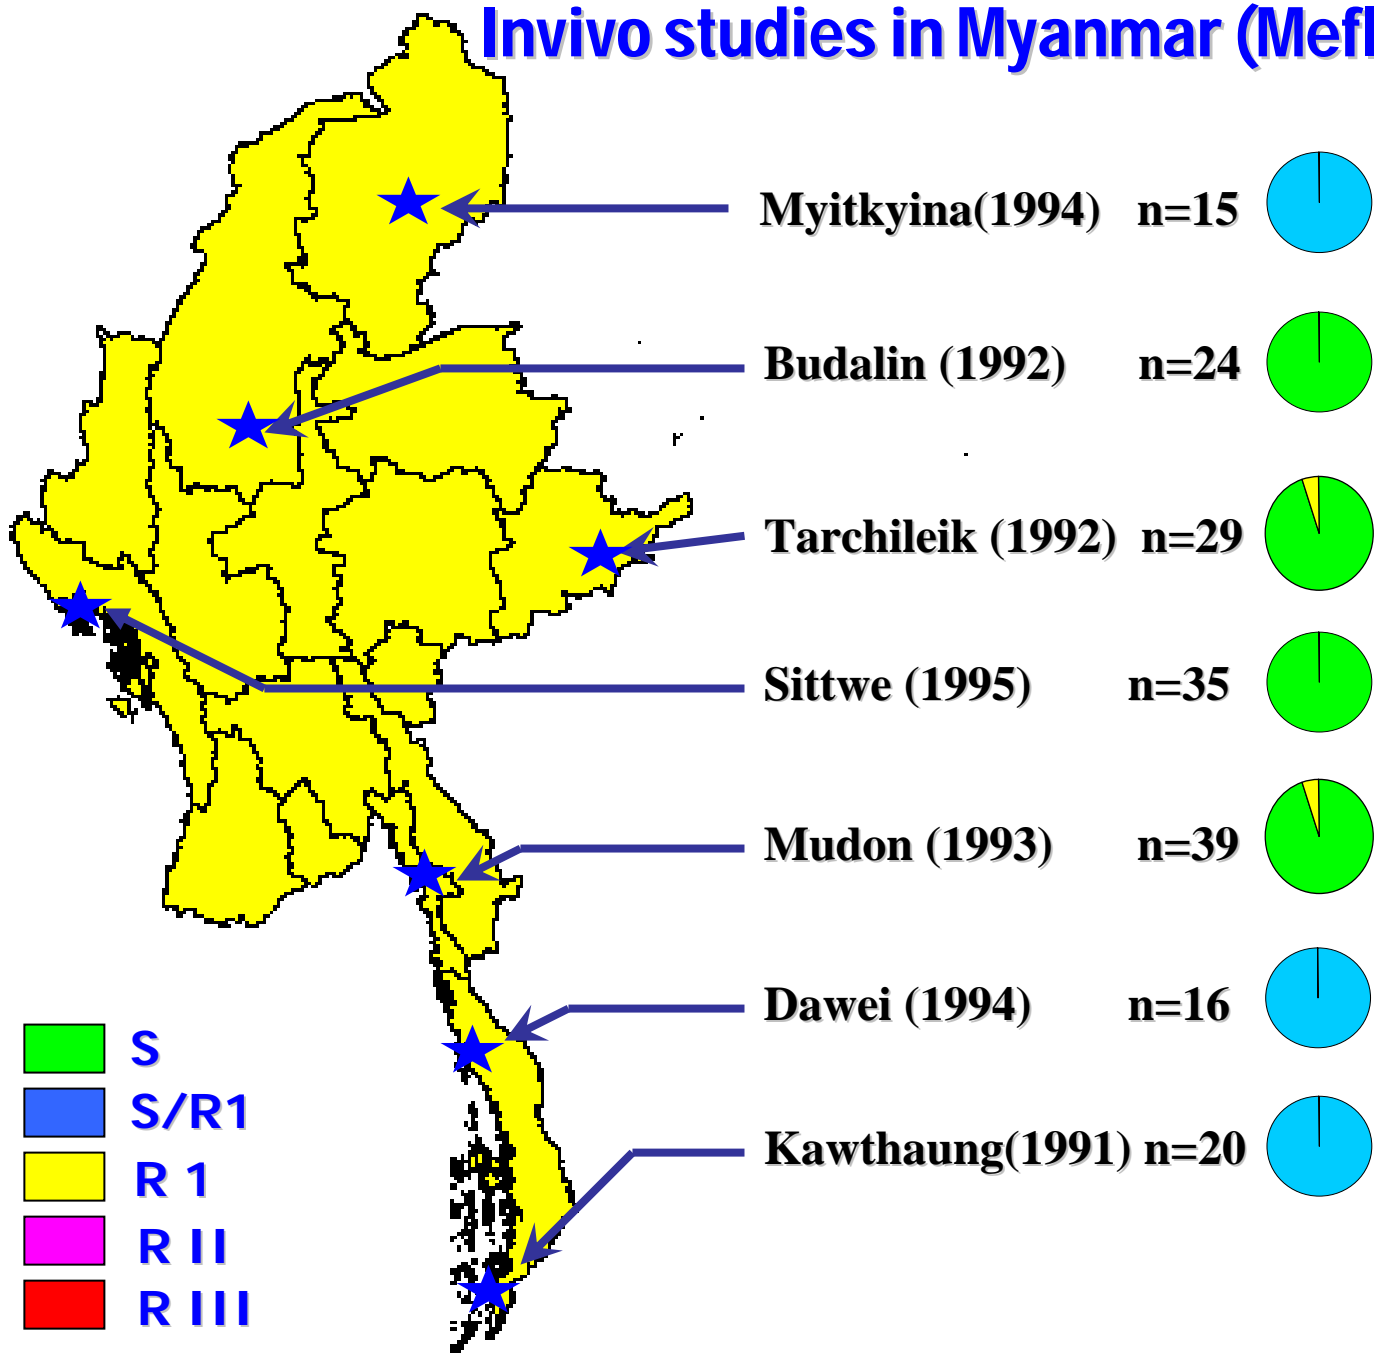 Invivo studies in Myanmar (Mefl
Myitkyina(1994) n=15
Budalin (1992) n=24
Tarchileik (1992) n=29
Sittwe (1995) n=35
Mudon (1993) n=39
Dawei (1994) n=16
Kawthaung(1991) n=20
S
S/R1
R 1
R II
R III